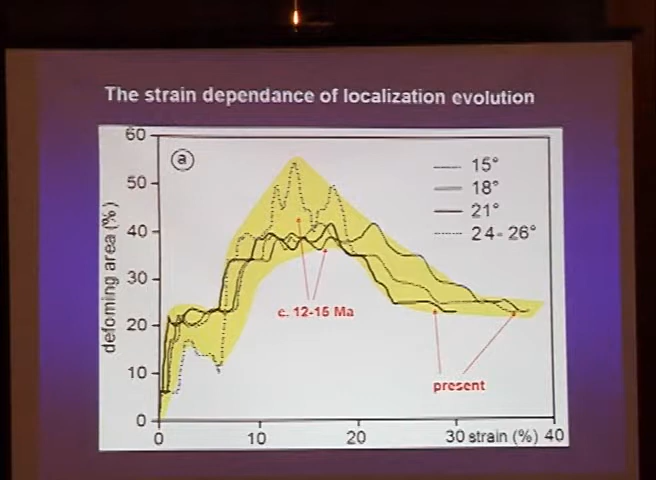 The strain dependance of localization evolution
60
50
40
30
20
10
0
defoming area (%)
a
15°
18°
21°
24-26°
c. 12-15 Ma
present
0
10
20
30
strain (%)
40